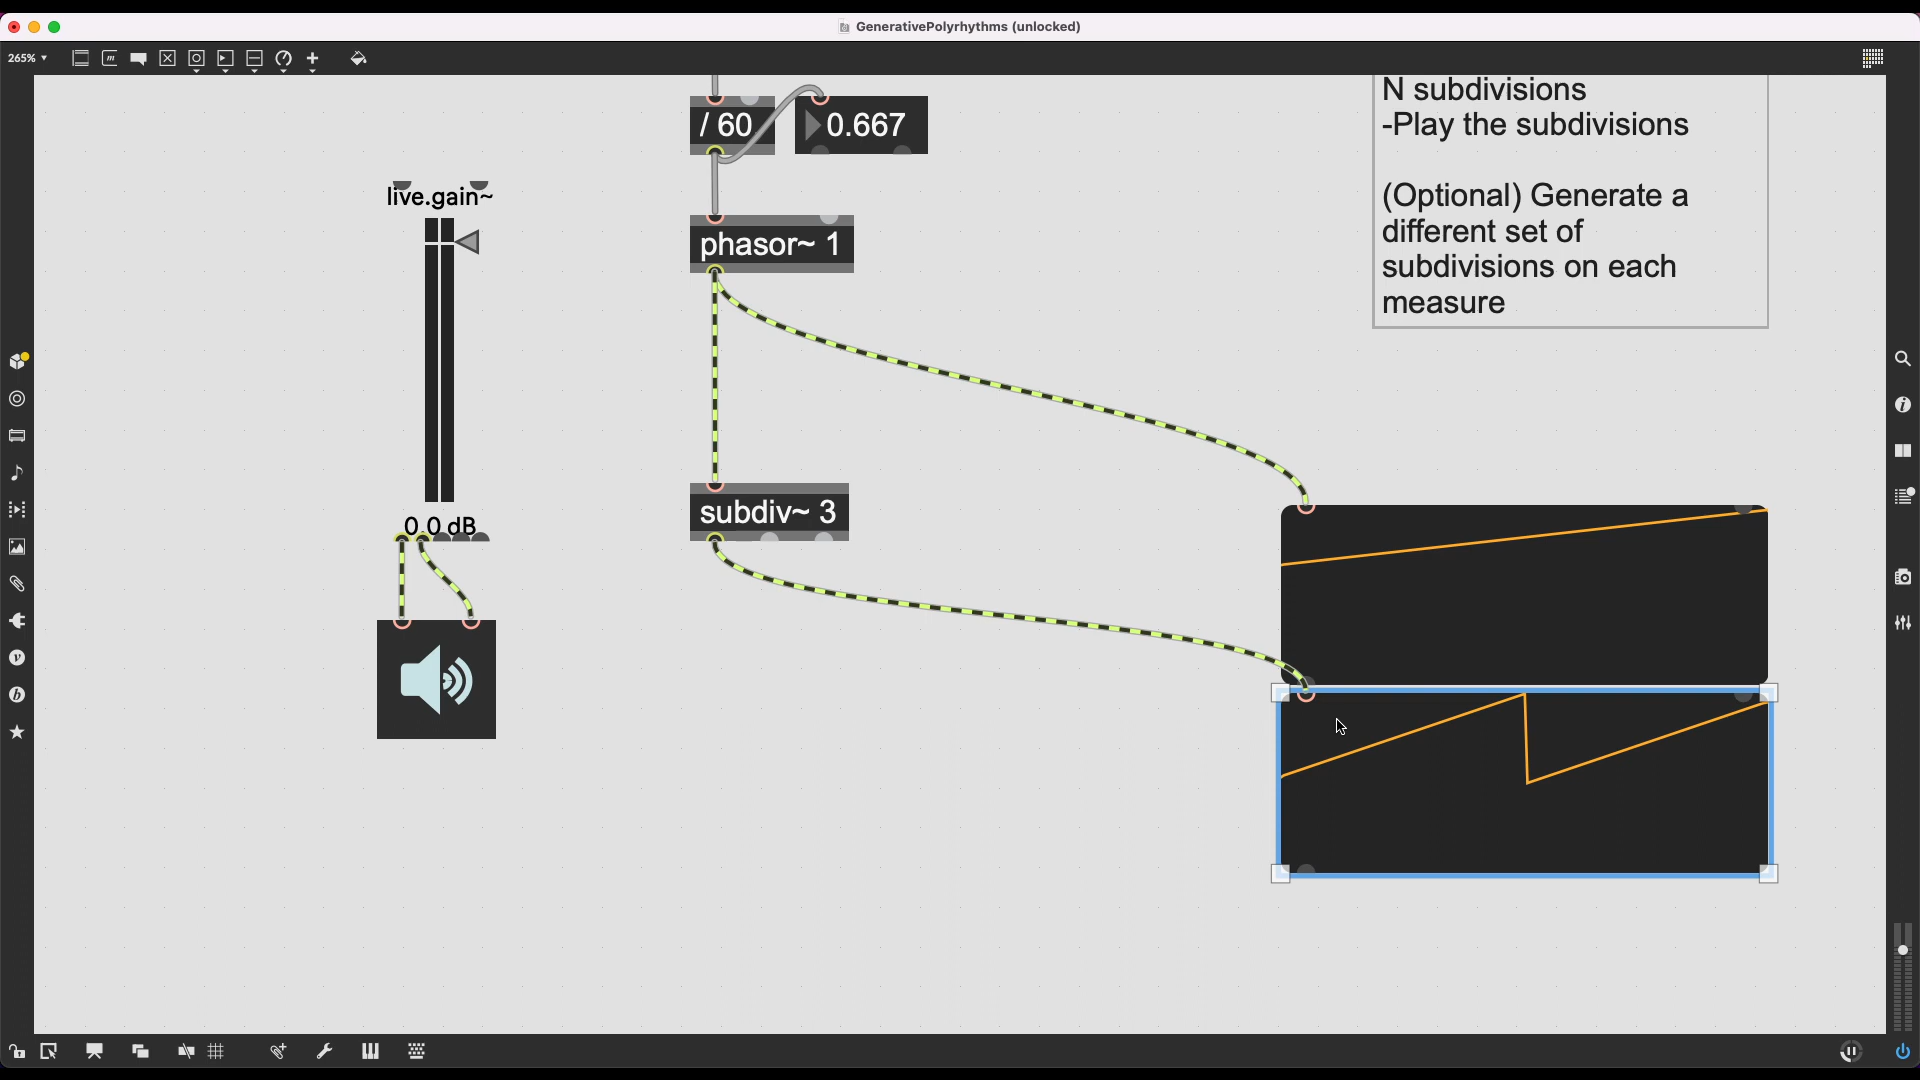 GenerativePolyrhythms (unlocked)
265%
N subdivisions
-Play the subdivisions
(Optional) Generate a
different set of
subdivisions on each
measure
/ 60
0.667
live.gain~
phasor~ 1
subdiv~ 3
0.0 dB